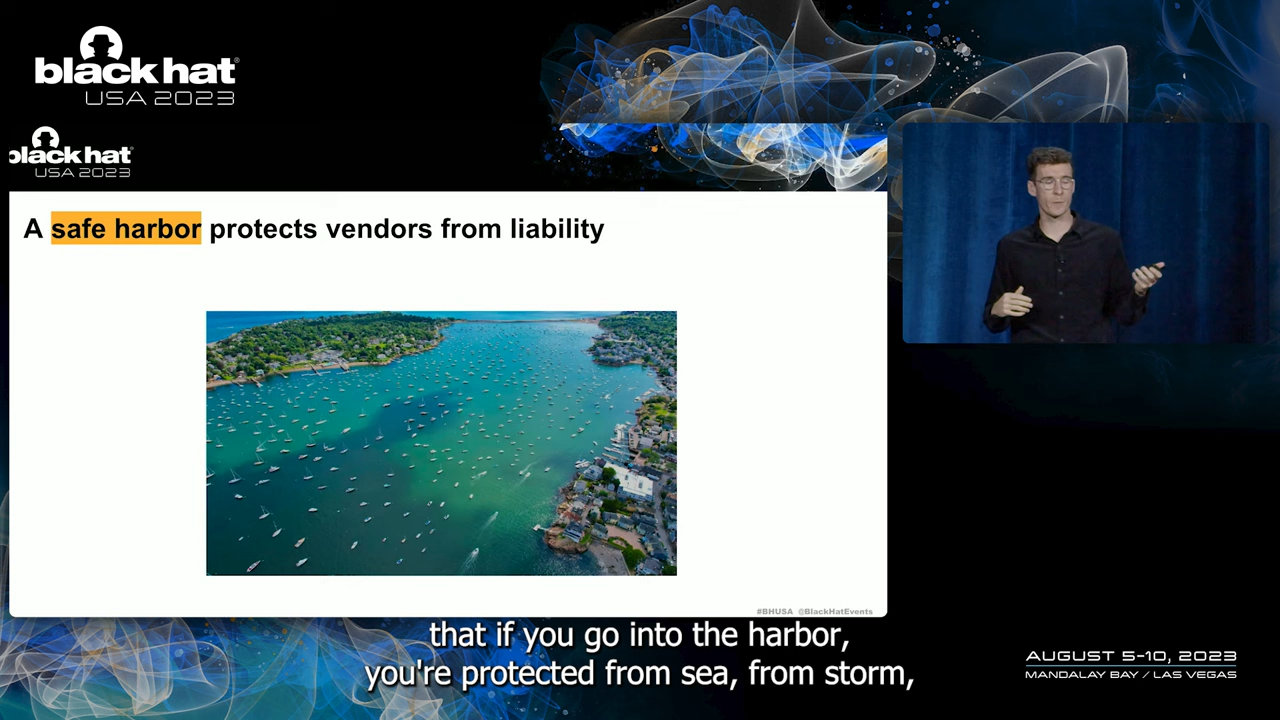 black hat®
USA 2023
black hat®
USA 2023
A safe harbor protects vendors from liability
#BHUSA @BlackHatEvents
that if you go into the harbor,
you're protected from sea, from storm,
AUGUST 5-10, 2023
MANDALAY BAY / LAS VEGAS